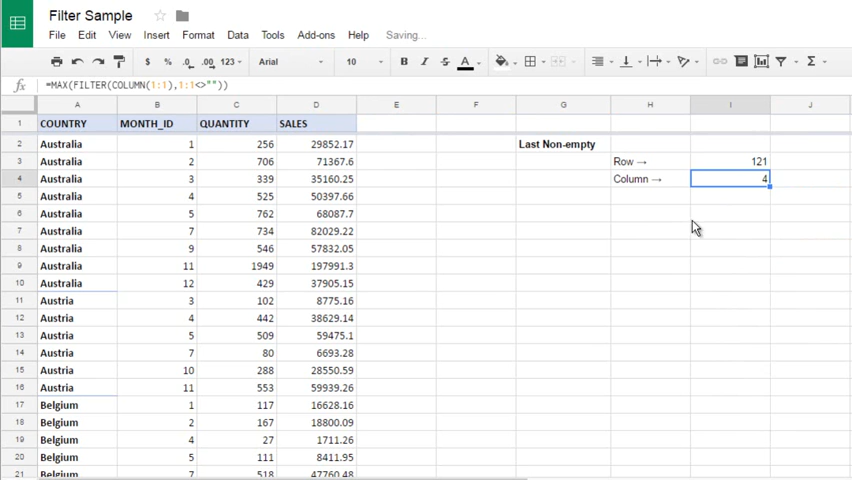 Filter Sample
File Edit View Insert Format Data Tools Add-ons Help Saving...
$ % .0 .00 123 Arial 10 B I S A Σ
fx =MAX(FILTER(COLUMN(1:1),1:1<>""))
A B C D E F G H I J
1 COUNTRY MONTH_ID QUANTITY SALES
2 Australia 1 256 29852.17 Last Non-empty
3 Australia 2 706 71367.6 Row → 121
4 Australia 3 339 35160.25 Column → 4
5 Australia 4 525 50397.66
6 Australia 5 762 68087.7
7 Australia 7 734 82029.22
8 Australia 9 546 57832.05
9 Australia 11 1949 197991.3
10 Australia 12 429 37905.15
11 Austria 3 102 8775.16
12 Austria 4 442 38629.14
13 Austria 5 509 59475.1
14 Austria 7 80 6693.28
15 Austria 10 288 28550.59
16 Austria 11 553 59939.26
17 Belgium 1 117 16628.16
18 Belgium 2 167 18800.09
19 Belgium 4 27 1711.26
20 Belgium 5 111 8411.95
21 Belgium 7 518 47760.48